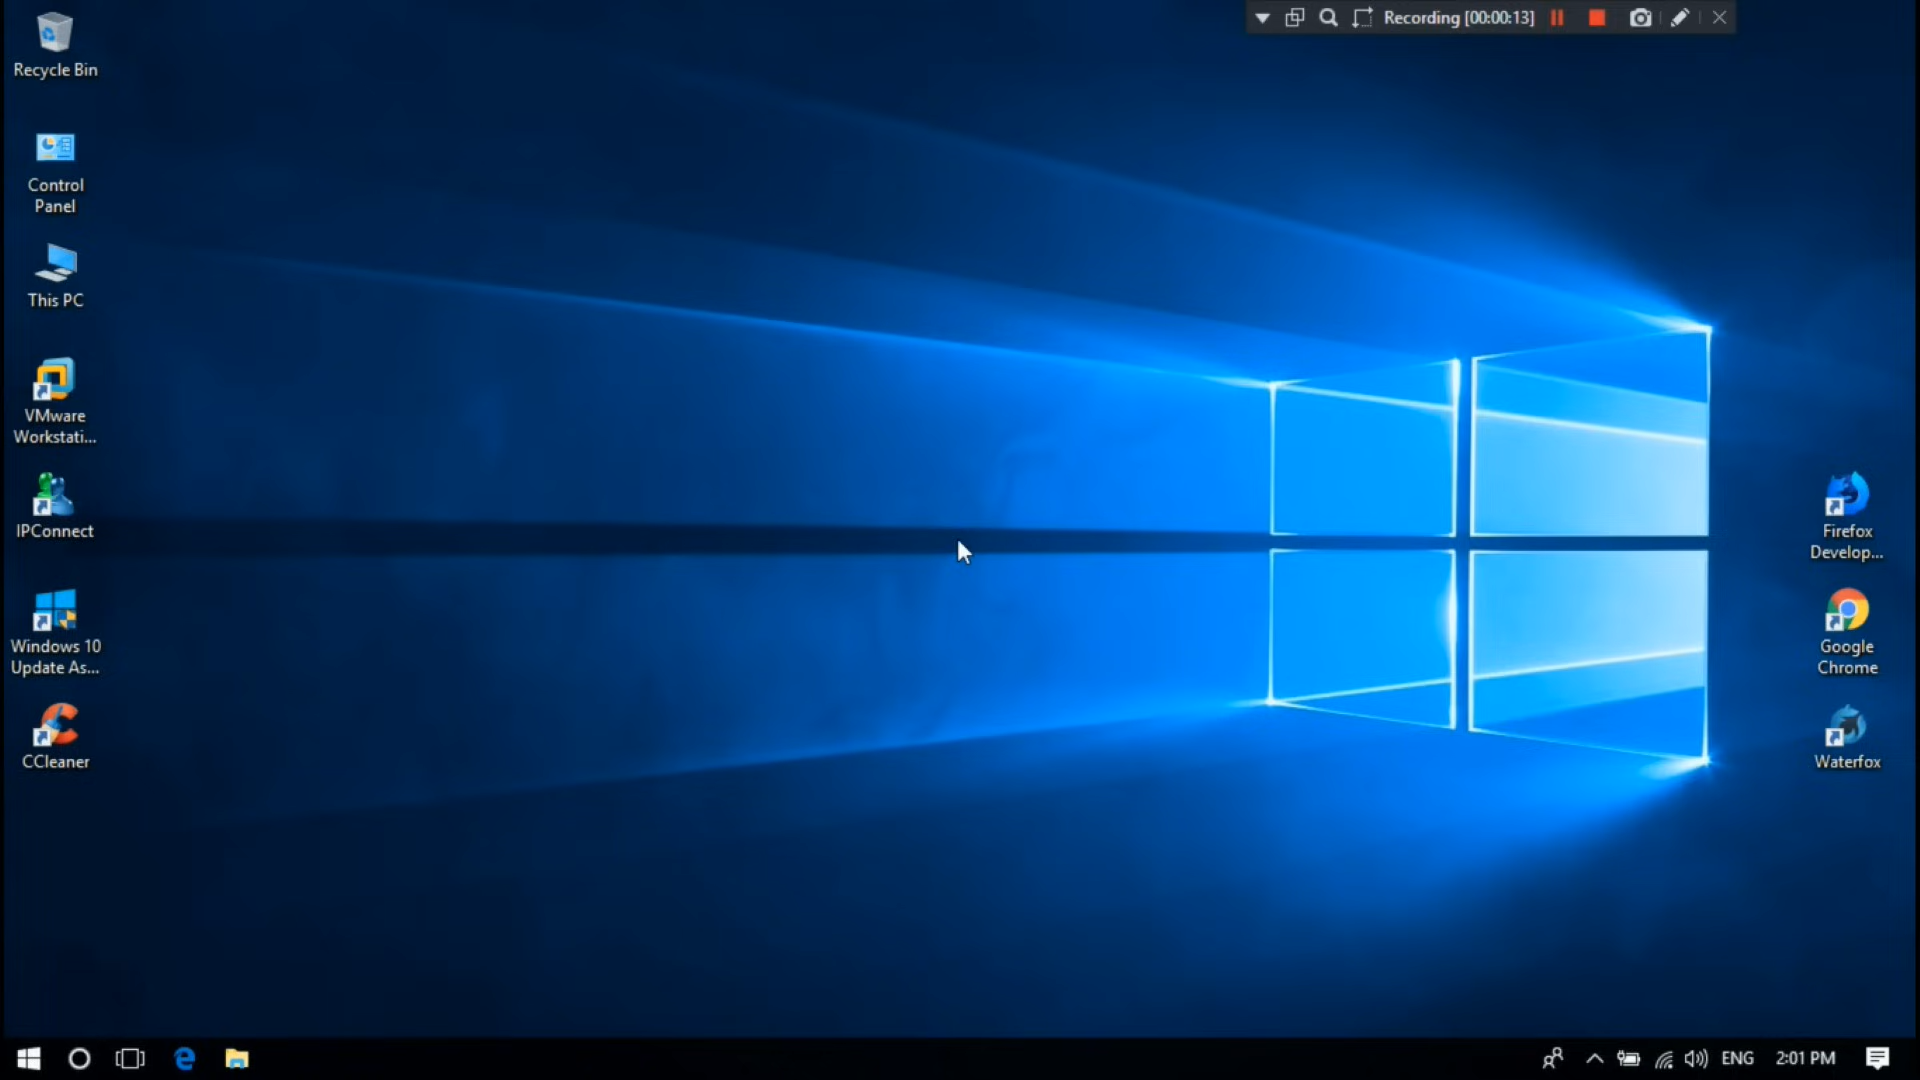 Recording [00:00:13]
Recycle Bin
Control
Panel
This PC
VMware
Workstati...
IPConnect
Windows 10
Update As...
CCleaner
Firefox
Develop...
Google
Chrome
Waterfox
ENG
2:01 PM